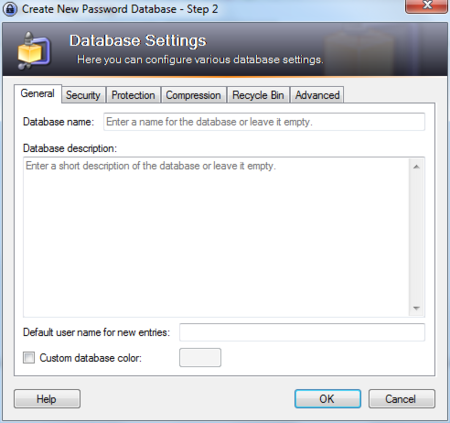 Create New Password Database - Step 2
Database Settings
Here you can configure various database settings.
General Security Protection Compression Recycle Bin Advanced
Database name: Enter a name for the database or leave it empty.
Database description:
Enter a short description of the database or leave it empty.
Default user name for new entries:
Custom database color:
Help OK Cancel